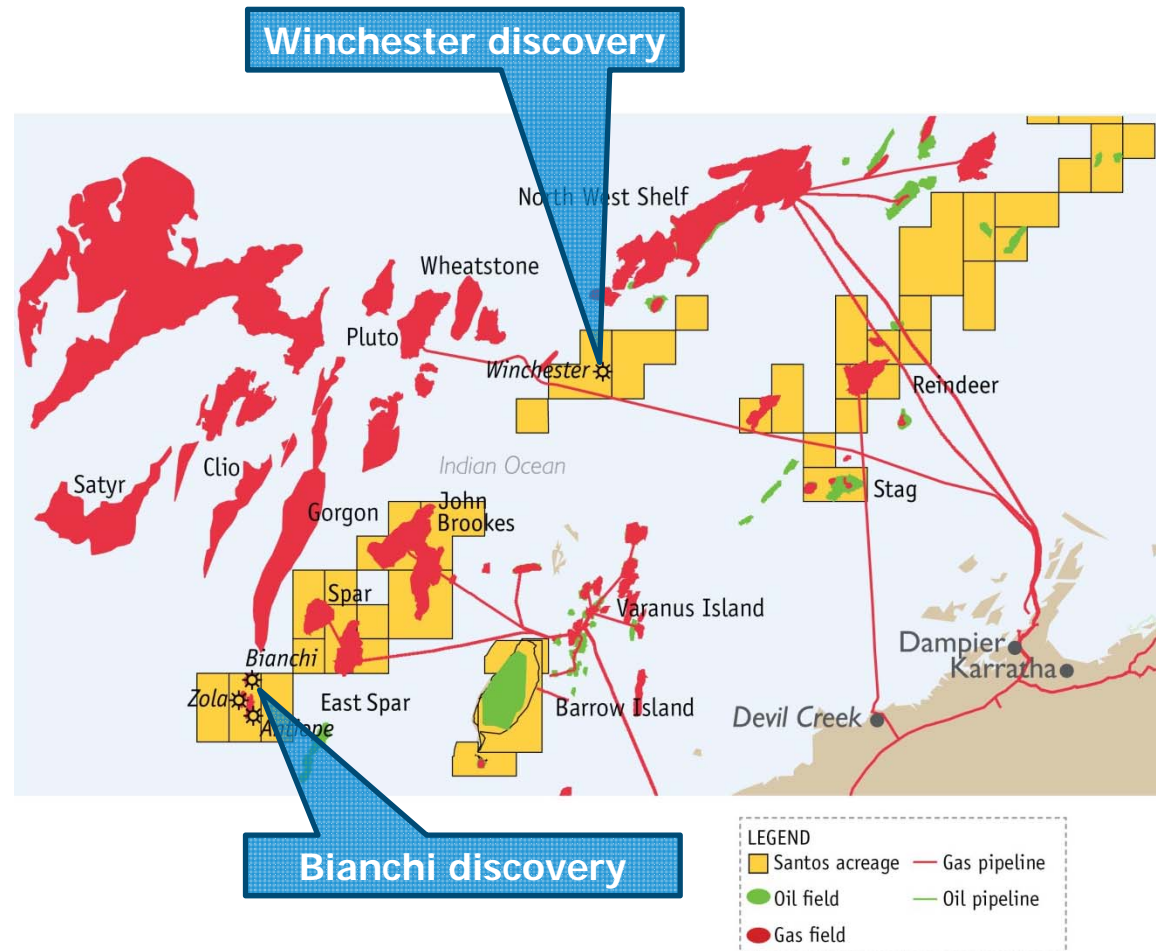 Winchester discovery
North West Shelf
Wheatstone
Pluto
Winchester
Reindeer
Indian Ocean
Clio
Satyr
Stag
Gorgon
John
Brookes
Spar
Varanus Island
Dampier
Karratha
Bianchi
Zola
East Spar
Barrow Island
Antiope
Devil Creek
Bianchi discovery
LEGEND
Santos acreage
Gas pipeline
Oil field
Oil pipeline
Gas field